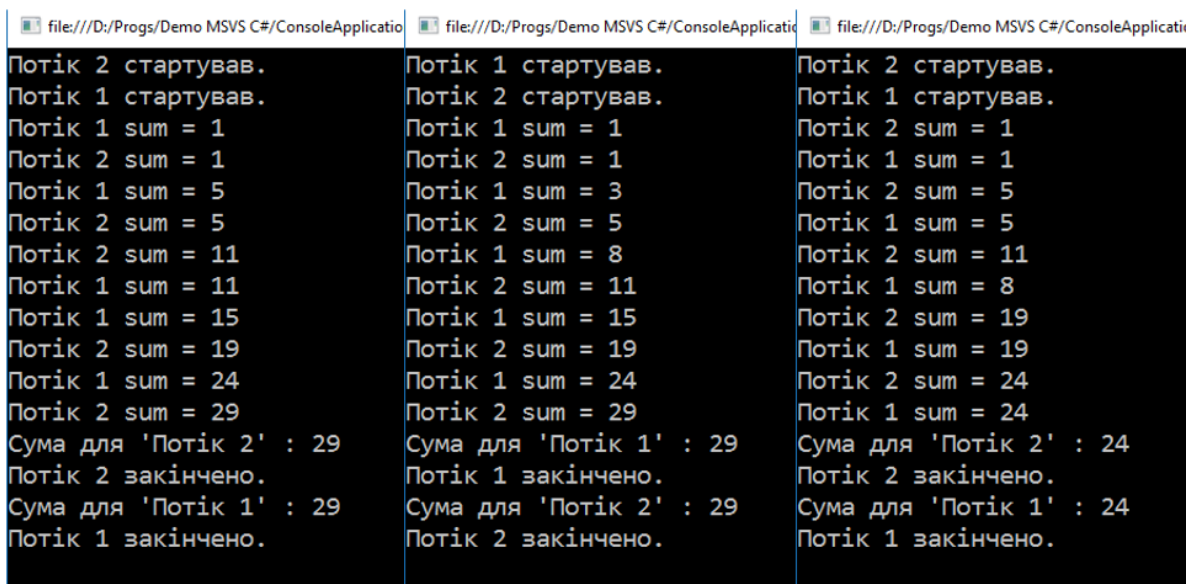 file:///D:/Progs/Demo MSVS C#/ConsoleApplicatio
Потік 2 стартував.
Потік 1 стартував.
Потік 1 sum = 1
Потік 2 sum = 1
Потік 1 sum = 5
Потік 2 sum = 5
Потік 2 sum = 11
Потік 1 sum = 11
Потік 1 sum = 15
Потік 2 sum = 19
Потік 1 sum = 24
Потік 2 sum = 29
Сума для 'Потік 2' : 29
Потік 2 закінчено.
Сума для 'Потік 1' : 29
Потік 1 закінчено.
file:///D:/Progs/Demo MSVS C#/ConsoleApplicatio
Потік 1 стартував.
Потік 2 стартував.
Потік 1 sum = 1
Потік 2 sum = 1
Потік 1 sum = 3
Потік 2 sum = 5
Потік 1 sum = 8
Потік 2 sum = 11
Потік 1 sum = 15
Потік 2 sum = 19
Потік 1 sum = 24
Потік 2 sum = 29
Сума для 'Потік 1' : 29
Потік 1 закінчено.
Сума для 'Потік 2' : 29
Потік 2 закінчено.
file:///D:/Progs/Demo MSVS C#/ConsoleApplicati
Потік 2 стартував.
Потік 1 стартував.
Потік 2 sum = 1
Потік 1 sum = 1
Потік 2 sum = 5
Потік 1 sum = 5
Потік 2 sum = 11
Потік 1 sum = 8
Потік 2 sum = 19
Потік 1 sum = 19
Потік 2 sum = 24
Потік 1 sum = 24
Сума для 'Потік 2' : 24
Потік 2 закінчено.
Сума для 'Потік 1' : 24
Потік 1 закінчено.